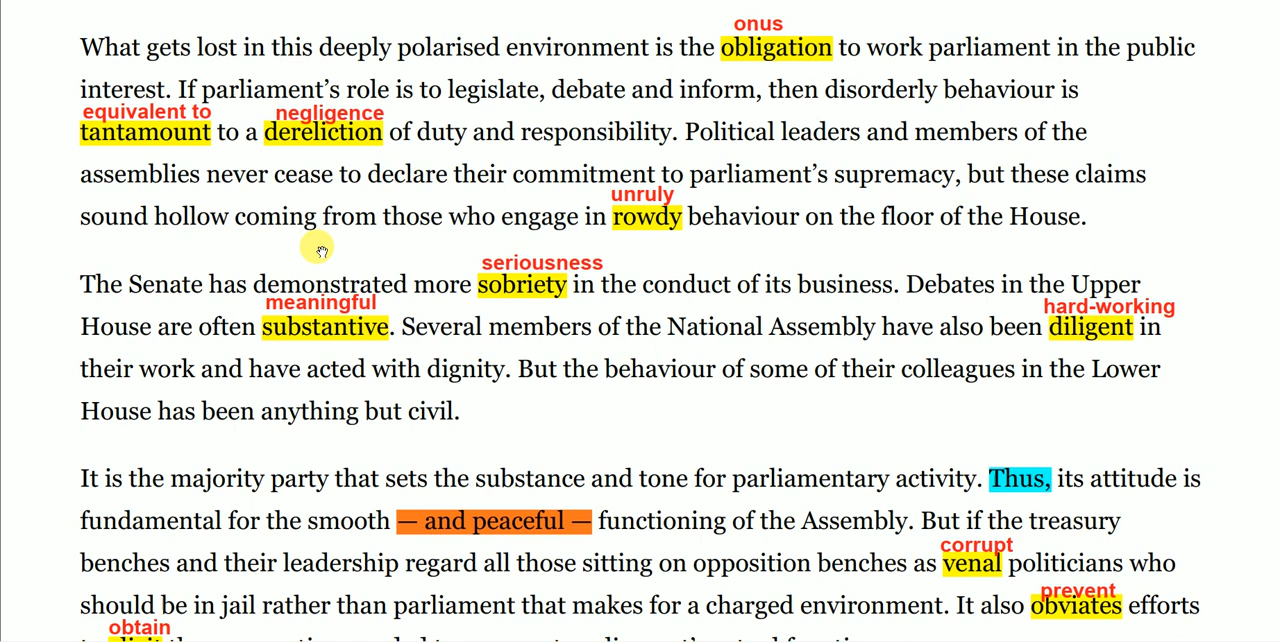 onus
What gets lost in this deeply polarised environment is the obligation to work parliament in the public
interest. If parliament’s role is to legislate, debate and inform, then disorderly behaviour is
equivalent to negligence
tantamount to a dereliction of duty and responsibility. Political leaders and members of the
assemblies never cease to declare their commitment to parliament’s supremacy, but these claims
unruly
sound hollow coming from those who engage in rowdy behaviour on the floor of the House.
seriousness
The Senate has demonstrated more sobriety in the conduct of its business. Debates in the Upper
meaningful hard-working
House are often substantive. Several members of the National Assembly have also been diligent in
their work and have acted with dignity. But the behaviour of some of their colleagues in the Lower
House has been anything but civil.
It is the majority party that sets the substance and tone for parliamentary activity. Thus, its attitude is
fundamental for the smooth — and peaceful — functioning of the Assembly. But if the treasury
corrupt
benches and their leadership regard all those sitting on opposition benches as venal politicians who
prevent
should be in jail rather than parliament that makes for a charged environment. It also obviates efforts
obtain